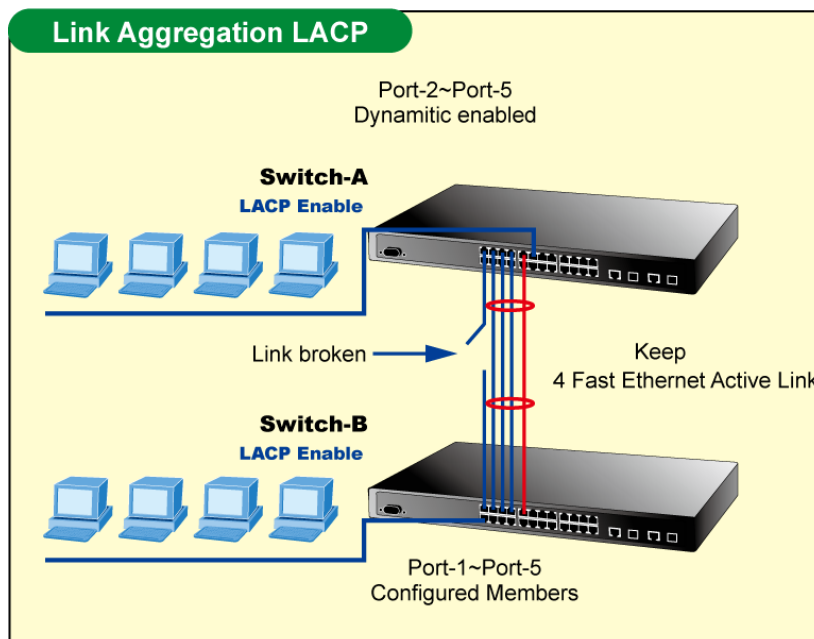 Link Aggregation LACP
Port-2~Port-5
Dynamitic enabled
Switch-A
LACP Enable
Link broken
Keep
4 Fast Ethernet Active Link
Switch-B
LACP Enable
Port-1~Port-5
Configured Members